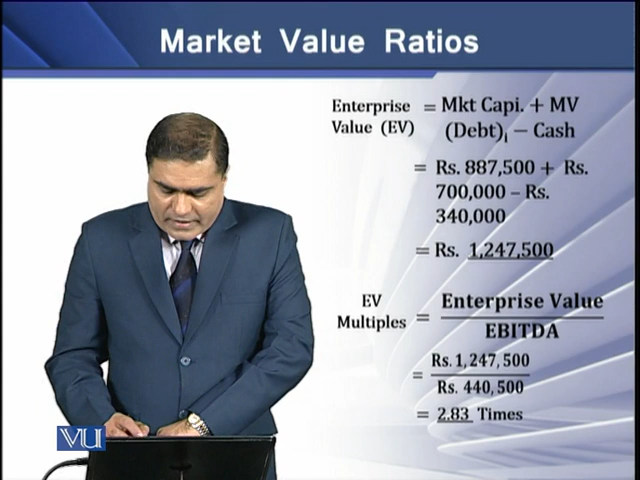 Market Value Ratios
Enterprise = Mkt Capi. + MV
Value (EV) (Debt)i – Cash
= Rs. 887,500 + Rs.
700,000 – Rs.
340,000
= Rs. 1,247,500
EV
Multiples = Enterprise Value
EBITDA
= Rs. 1,247,500
Rs. 440,500
= 2.83 Times
VU